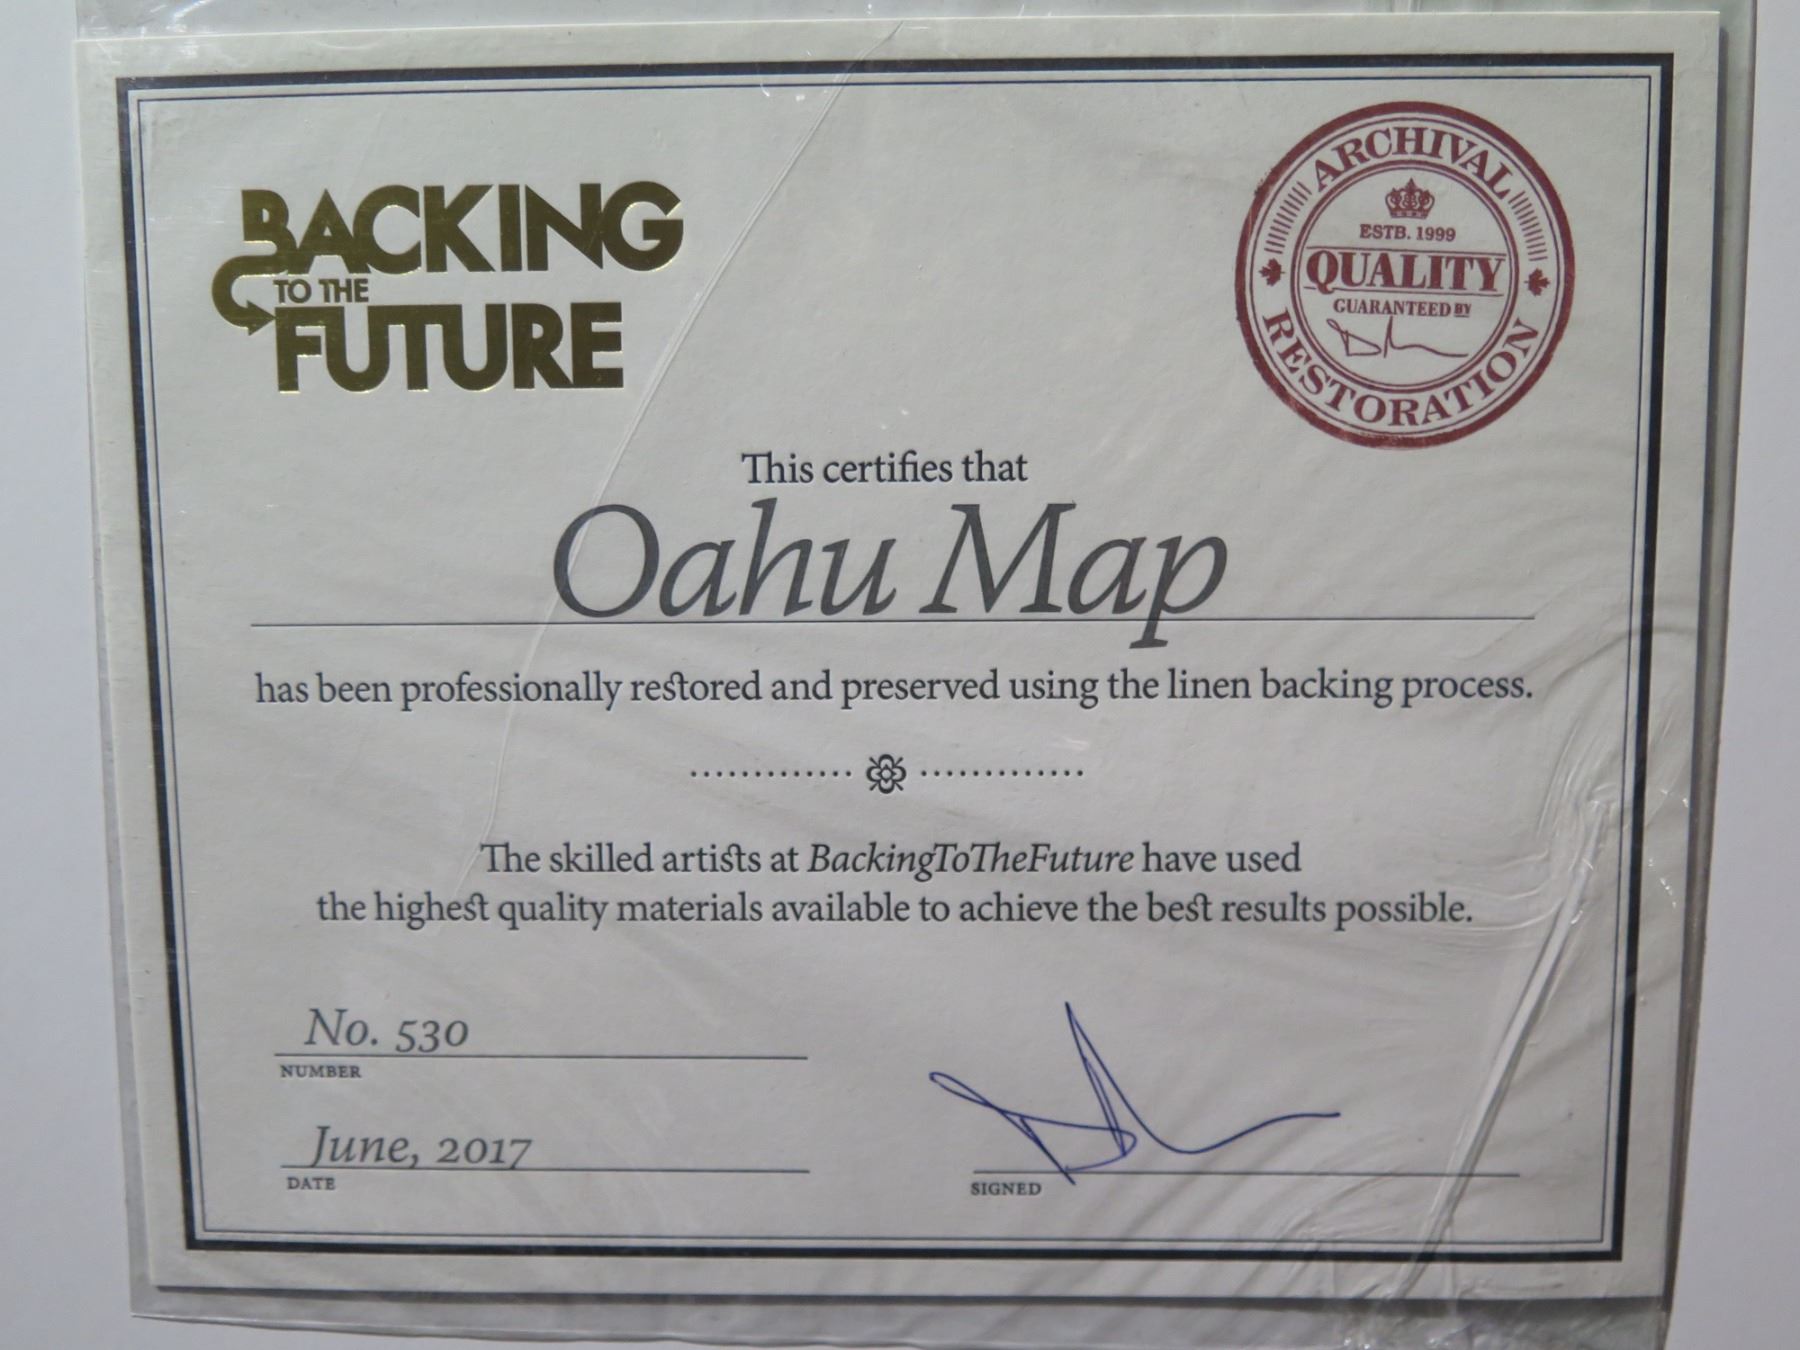 BACKING
TO THE
FUTURE
ARCHIVAL
ESTB. 1999
QUALITY
GUARANTEED BY
RESTORATION
This certifies that
Oahu Map
has been professionally restored and preserved using the linen backing process.
The skilled artists at BackingToTheFuture have used
the highest quality materials available to achieve the best results possible.
No. 530
NUMBER
June, 2017
DATE
SIGNED